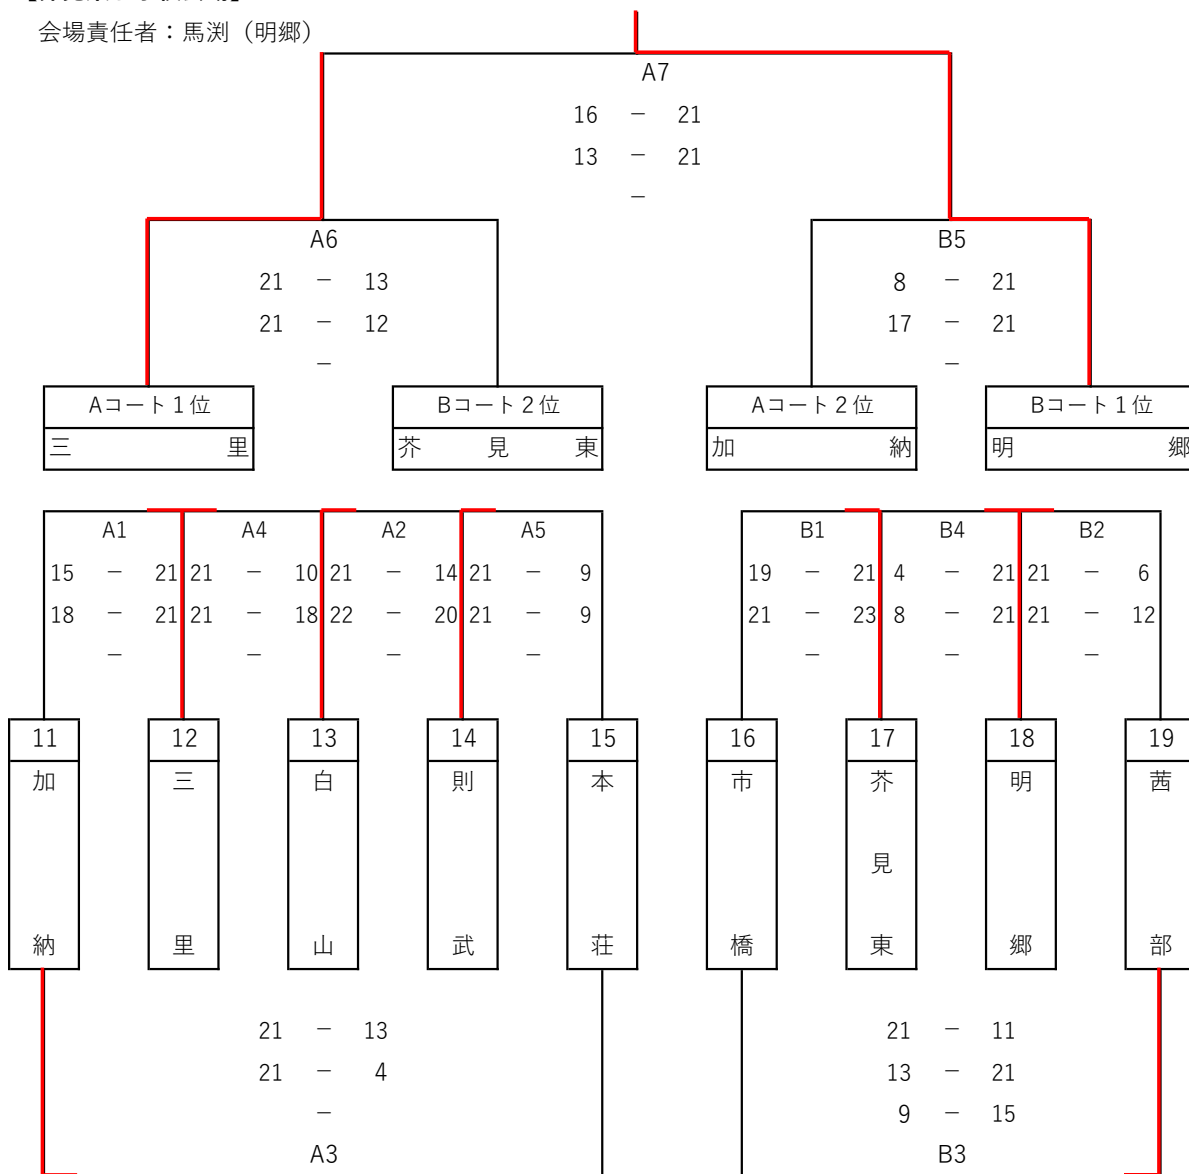 会場責任者：馬渕（明郷）
A7
16 － 21
13 － 21
－
A6 B5
21 － 13 8 － 21
21 － 12 17 － 21
－ －
Aコート１位 Bコート２位 Aコート２位 Bコート１位
三里 芥見東 加納 明郷
A1 A4 A2 A5 B1 B4 B2
15 － 21 21 － 10 21 － 14 21 － 9 19 － 21 4 － 21 21 － 6
18 － 21 21 － 18 22 － 20 21 － 9 21 － 23 8 － 21 21 － 12
－ － － － － － －
11 12 13 14 15 16 17 18 19
加納 三里 白山 則武 本荘 市橋 芥見東 明郷 茜部
21 － 13 21 － 11
21 － 4 13 － 21
－ 9 － 15
A3 B3